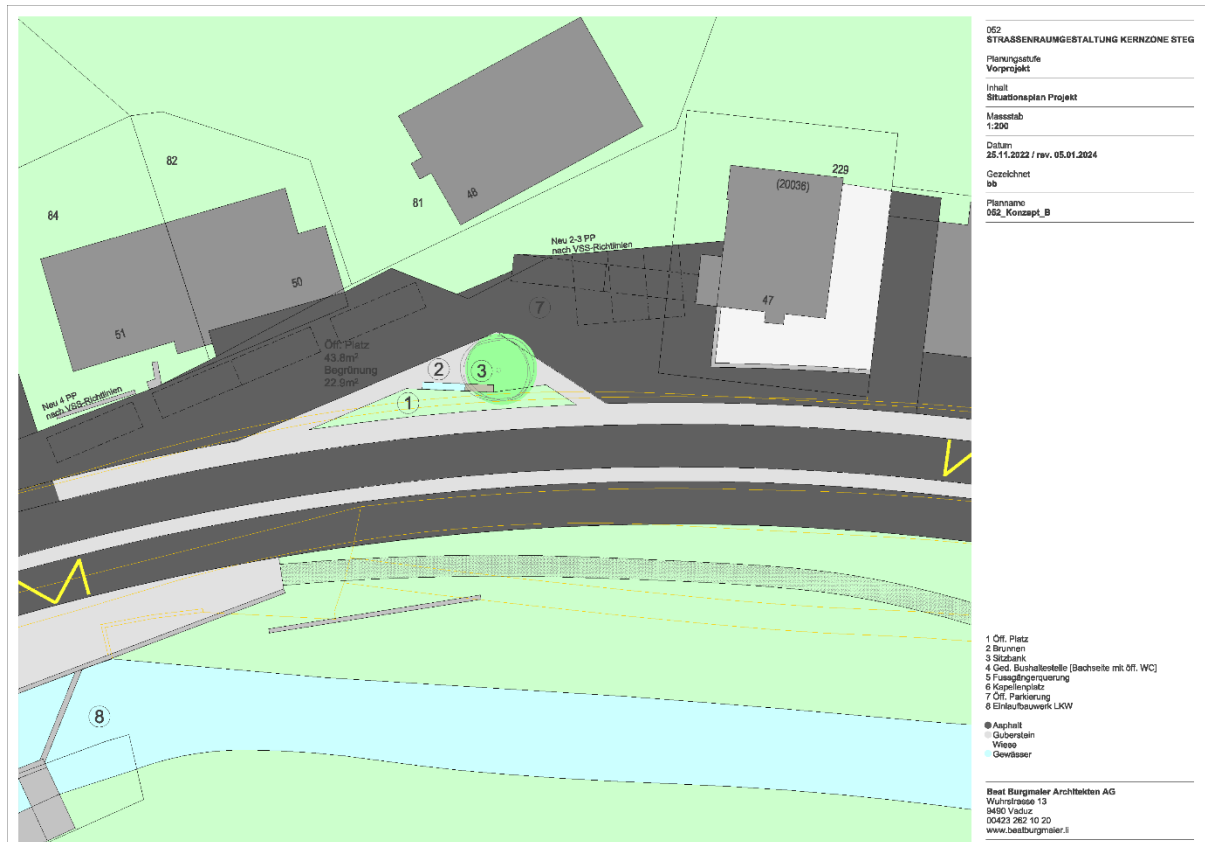 052
STRASSENRAUMGESTALTUNG KERNZONE STEG
Planungsstufe
Vorprojekt
Inhalt
Situationsplan Projekt
Massstab
1:200
Datum
25.11.2022 / rev. 05.01.2024
Gezeichnet
bb
Planname
052_Konzept_B
82
84
81
48
229
(20036)
Neu 2-3 PP
nach VSS-Richtlinien
50
51
47
7
Öff. Platz
43.8m²
Begrünung
22.9m²
2
3
1
Neu 4 PP
nach VSS-Richtlinien
8
1 Öff. Platz
2 Brunnen
3 Sitzbank
4 Ged. Bushaltestelle [Bachseite mit öff. WC]
5 Fussgängerquerung
6 Kapellenplatz
7 Öff. Parkierung
8 Einlaufbauwerk LKW
Asphalt
Guberstein
Wiese
Gewässer
Beat Burgmaier Architekten AG
Wuhrstrasse 13
9490 Vaduz
00423 262 10 20
www.beatburgmaier.li